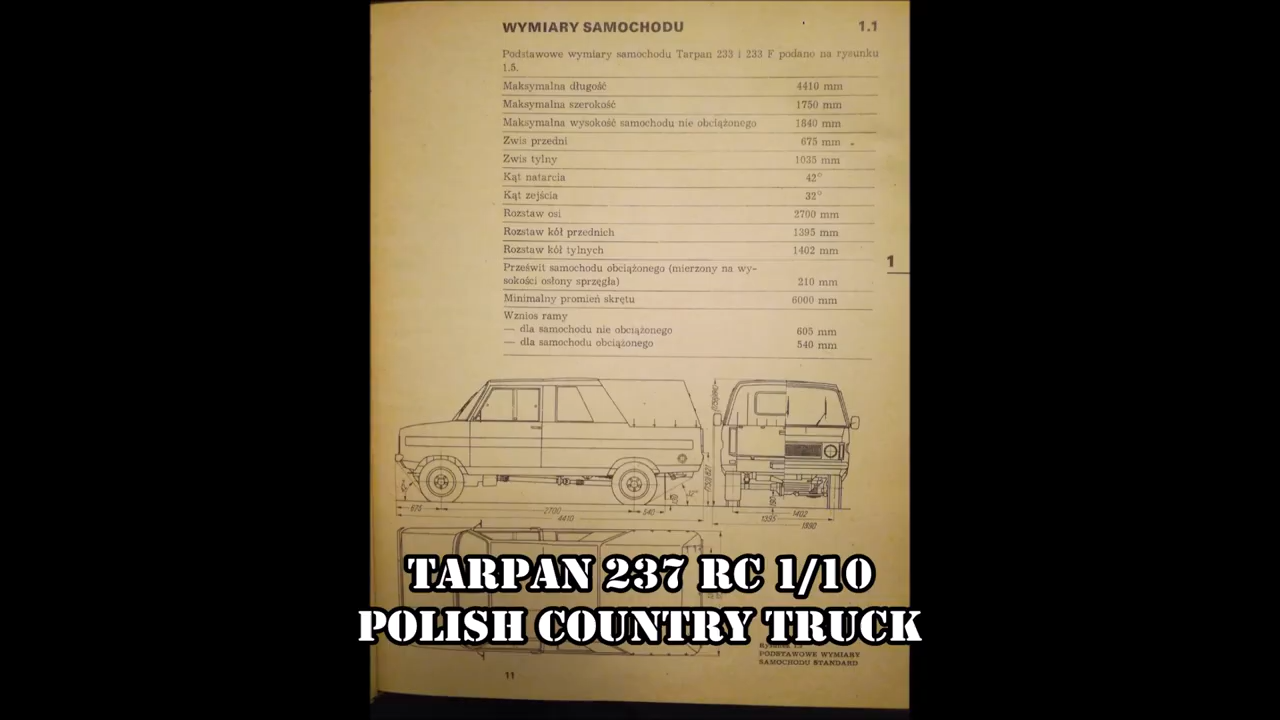 WYMIARY SAMOCHODU 1.1
Podstawowe wymiary samochodu Tarpan 233 i 233 F podano na rysunku
1.5.
Maksymalna długość 4410 mm
Maksymalna szerokość 1750 mm
Maksymalna wysokość samochodu nie obciążonego 1840 mm
Zwis przedni 675 mm
Zwis tylny 1035 mm
Kąt natarcia 42°
Kąt zejścia 32°
Rozstaw osi 2700 mm
Rozstaw kół przednich 1395 mm
Rozstaw kół tylnych 1402 mm
Prześwit samochodu obciążonego (mierzony na wy-
sokości osłony sprzęgła) 210 mm
1
Minimalny promień skrętu 6000 mm
Wznios ramy
— dla samochodu nie obciążonego 605 mm
— dla samochodu obciążonego 540 mm
675 2700 540
4410
1395 1402
1890
TARPAN 237 RC 1/10
POLISH COUNTRY TRUCK
Rysunek
PODSTAWOWE WYMIARY
SAMOCHODU STANDARD
11